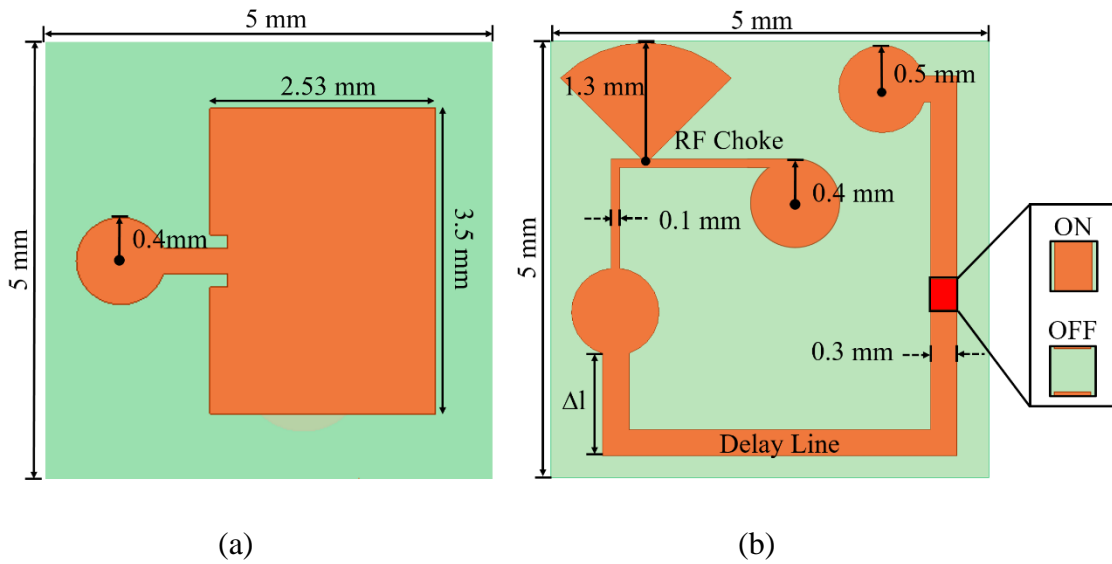 5 mm
5 mm
2.53 mm
0.4mm
3.5 mm
(a)
5 mm
5 mm
1.3 mm
0.5 mm
RF Choke
0.4 mm
0.1 mm
ON
OFF
0.3 mm
Δl
Delay Line
(b)